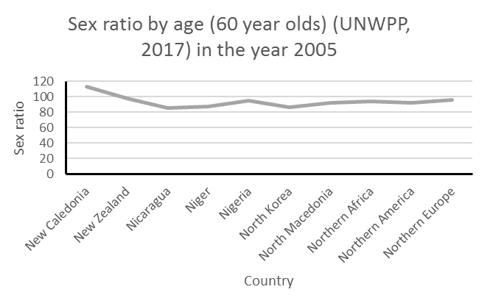 Sex ratio by age (60 year olds) (UNWPP,
2017) in the year 2005
120
100
80
60
40
20
0
Sex ratio
New Caledonia
New Zealand
Nicaragua
Niger
Nigeria
North Korea
North Macedonia
Northern Africa
Northern America
Northern Europe
Country